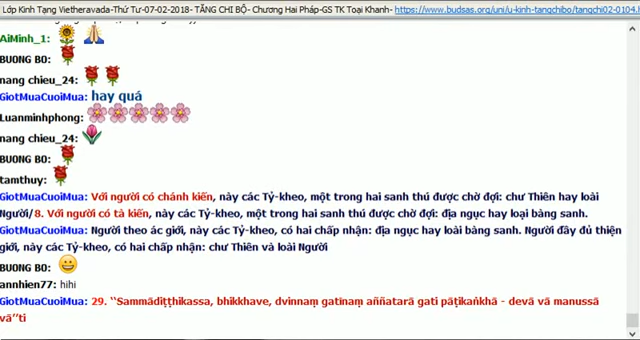 Lớp Kinh Tạng Vietheravada-Thứ Tư-07-02-2018- TĂNG CHI BỘ- Chương Hai Pháp-GS TK Toại Khanh- https://www.budsas.org/uni/u-kinh-tangchibo/tangchi02-0104.h
AiMinh_1:
BUONG BO:
nang chieu_24:
GiotMuaCuoiMua: hay quá
Luanminhphong:
nang chieu_24:
BUONG BO:
tamthuy:
GiotMuaCuoiMua: Với người có chánh kiến, này các Tỷ-kheo, một trong hai sanh thú được chờ đợi: chư Thiên hay loài
Người/8. Với người có tà kiến, này các Tỷ-kheo, một trong hai sanh thú được chờ đợi: địa ngục hay loại bàng sanh.
GiotMuaCuoiMua: Người theo ác giới, này các Tỷ-kheo, có hai chấp nhận: địa ngục hay loài bàng sanh. Người đầy đủ thiện
giới, này các Tỷ-kheo, có hai chấp nhận: chư Thiên và loài Người
BUONG BO:
annhien77: hihi
GiotMuaCuoiMua: 29. ‘‘Sammādiṭṭhikassa, bhikkhave, dvinnaṃ gatīnaṃ aññatarā gati pāṭikaṅkhā - devā vā manussā
vā’’ti